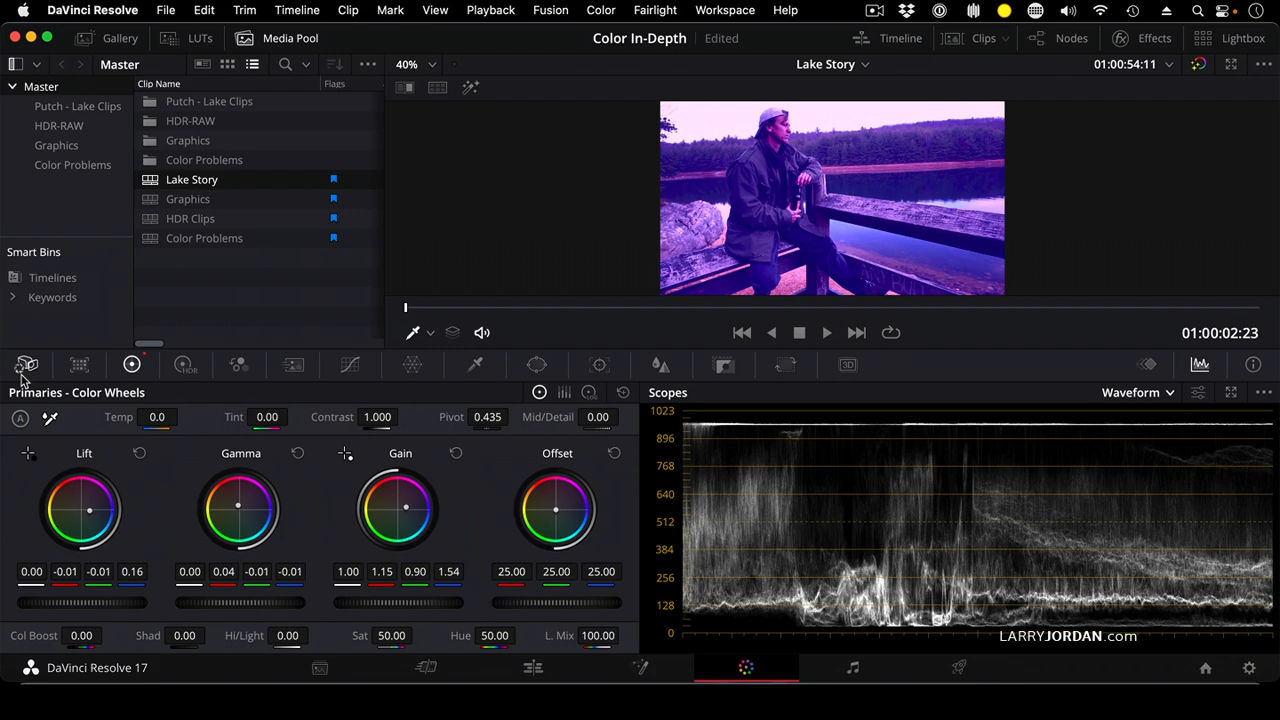 DaVinci Resolve File Edit Trim Timeline Clip Mark View Playback Fusion Color Fairlight Workspace Help
Gallery LUTs Media Pool Color In-Depth Edited Timeline Clips Nodes Effects Lightbox
Master 40% Lake Story 01:00:54:11
Master
Putch - Lake Clips
HDR-RAW
Graphics
Color Problems
Smart Bins
Timelines
Keywords
Clip Name Flags
Putch - Lake Clips
HDR-RAW
Graphics
Color Problems
Lake Story
Graphics
HDR Clips
Color Problems
01:00:02:23
HDR
3D
Primaries - Color Wheels
LOG
A Temp 0.0 Tint 0.00 Contrast 1.000 Pivot 0.435 Mid/Detail 0.00
Lift Gamma Gain Offset
0.00 -0.01 -0.01 0.16 0.00 0.04 -0.01 -0.01 1.00 1.15 0.90 1.54 25.00 25.00 25.00
Col Boost 0.00 Shad 0.00 Hi/Light 0.00 Sat 50.00 Hue 50.00 L. Mix 100.00
Scopes Waveform
1023
896
768
640
512
384
256
128
0
LARRYJORDAN.com
DaVinci Resolve 17